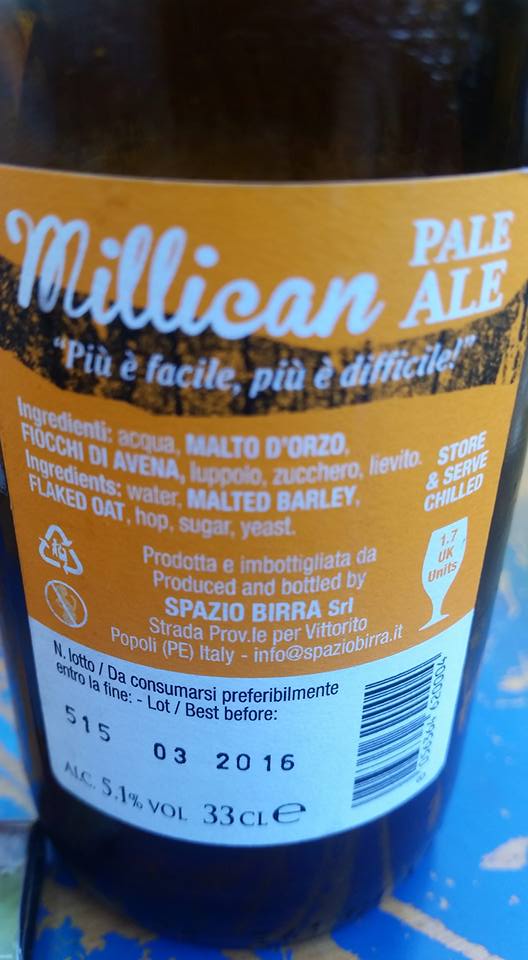 Millican PALE ALE
"Più è facile, più è difficile!"
Ingredienti: acqua, MALTO D'ORZO,
FIOCCHI DI AVENA, luppolo, zucchero, lievito.
Ingredients: water, MALTED BARLEY,
FLAKED OAT, hop, sugar, yeast.
STORE
& SERVE
CHILLED
1.7
UK
Units
Prodotta e imbottigliata da
Produced and bottled by
SPAZIO BIRRA Srl
Strada Prov.le per Vittorito
Popoli (PE) Italy - info@spaziobirra.it
N. lotto / Da consumarsi preferibilmente
entro la fine: - Lot / Best before:
515 03 2016
ALC. 5.1% VOL 33 CL e